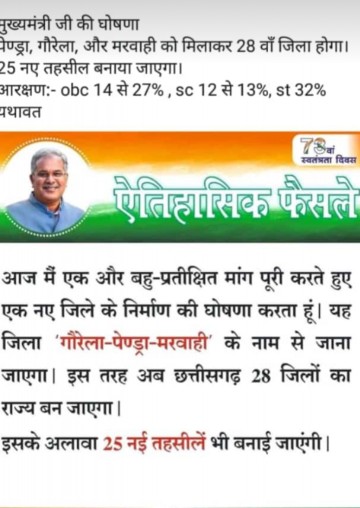 मुख्यमंत्री जी की घोषणा
पेण्ड्रा, गौरेला, और मरवाही को मिलाकर 28 वाँ जिला होगा।
25 नए तहसील बनाया जाएगा।
आरक्षण:- obc 14 से 27% , sc 12 से 13%, st 32%
यथावत
73वां
स्वतंत्रता दिवस
ऐतिहासिक फैसले
आज मैं एक और बहु-प्रतीक्षित मांग पूरी करते हुए
एक नए जिले के निर्माण की घोषणा करता हूं। यह
जिला 'गौरेला-पेण्ड्रा-मरवाही' के नाम से जाना
जाएगा। इस तरह अब छत्तीसगढ़ 28 जिलों का
राज्य बन जाएगा।
इसके अलावा 25 नई तहसीलें भी बनाई जाएंगी।